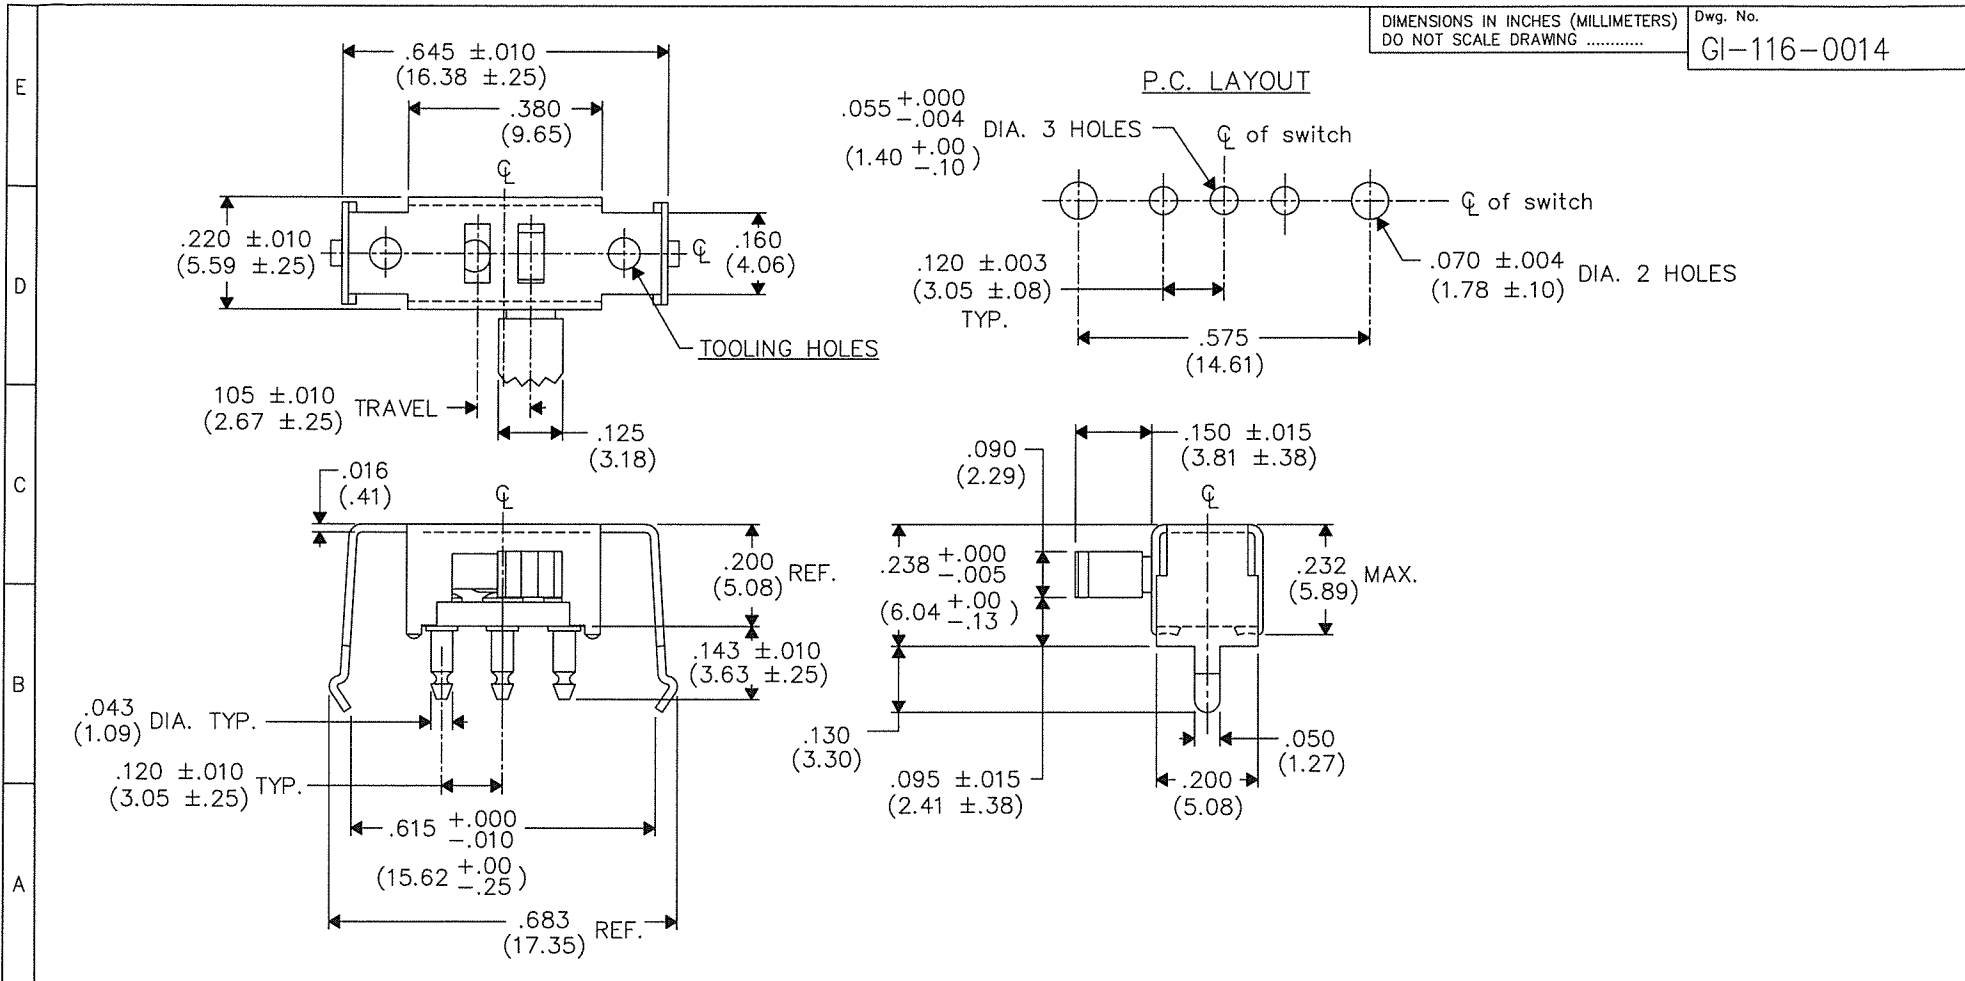 DIMENSIONS IN INCHES (MILLIMETERS)
DO NOT SCALE DRAWING ............
Dwg. No.
GI-116-0014
E
D
C
B
A
.645 ±.010
(16.38 ±.25)
.380
(9.65)
℄
.220 ±.010
(5.59 ±.25)
.160
(4.06)
℄
TOOLING HOLES
105 ±.010
(2.67 ±.25)
TRAVEL
.125
(3.18)
P.C. LAYOUT
.055 +.000
-.004
(1.40 +.00
-.10)
DIA. 3 HOLES
℄ of switch
℄ of switch
.120 ±.003
(3.05 ±.08)
TYP.
.070 ±.004
(1.78 ±.10)
DIA. 2 HOLES
.575
(14.61)
.016
(.41)
℄
.200
(5.08)
REF.
.143 ±.010
(3.63 ±.25)
.043
(1.09)
DIA. TYP.
.120 ±.010
(3.05 ±.25)
TYP.
.615 +.000
-.010
(15.62 +.00
-.25)
.683
(17.35)
REF.
.090
(2.29)
.150 ±.015
(3.81 ±.38)
℄
.238 +.000
-.005
(6.04 +.00
-.13)
.232
(5.89)
MAX.
.130
(3.30)
.050
(1.27)
.095 ±.015
(2.41 ±.38)
.200
(5.08)